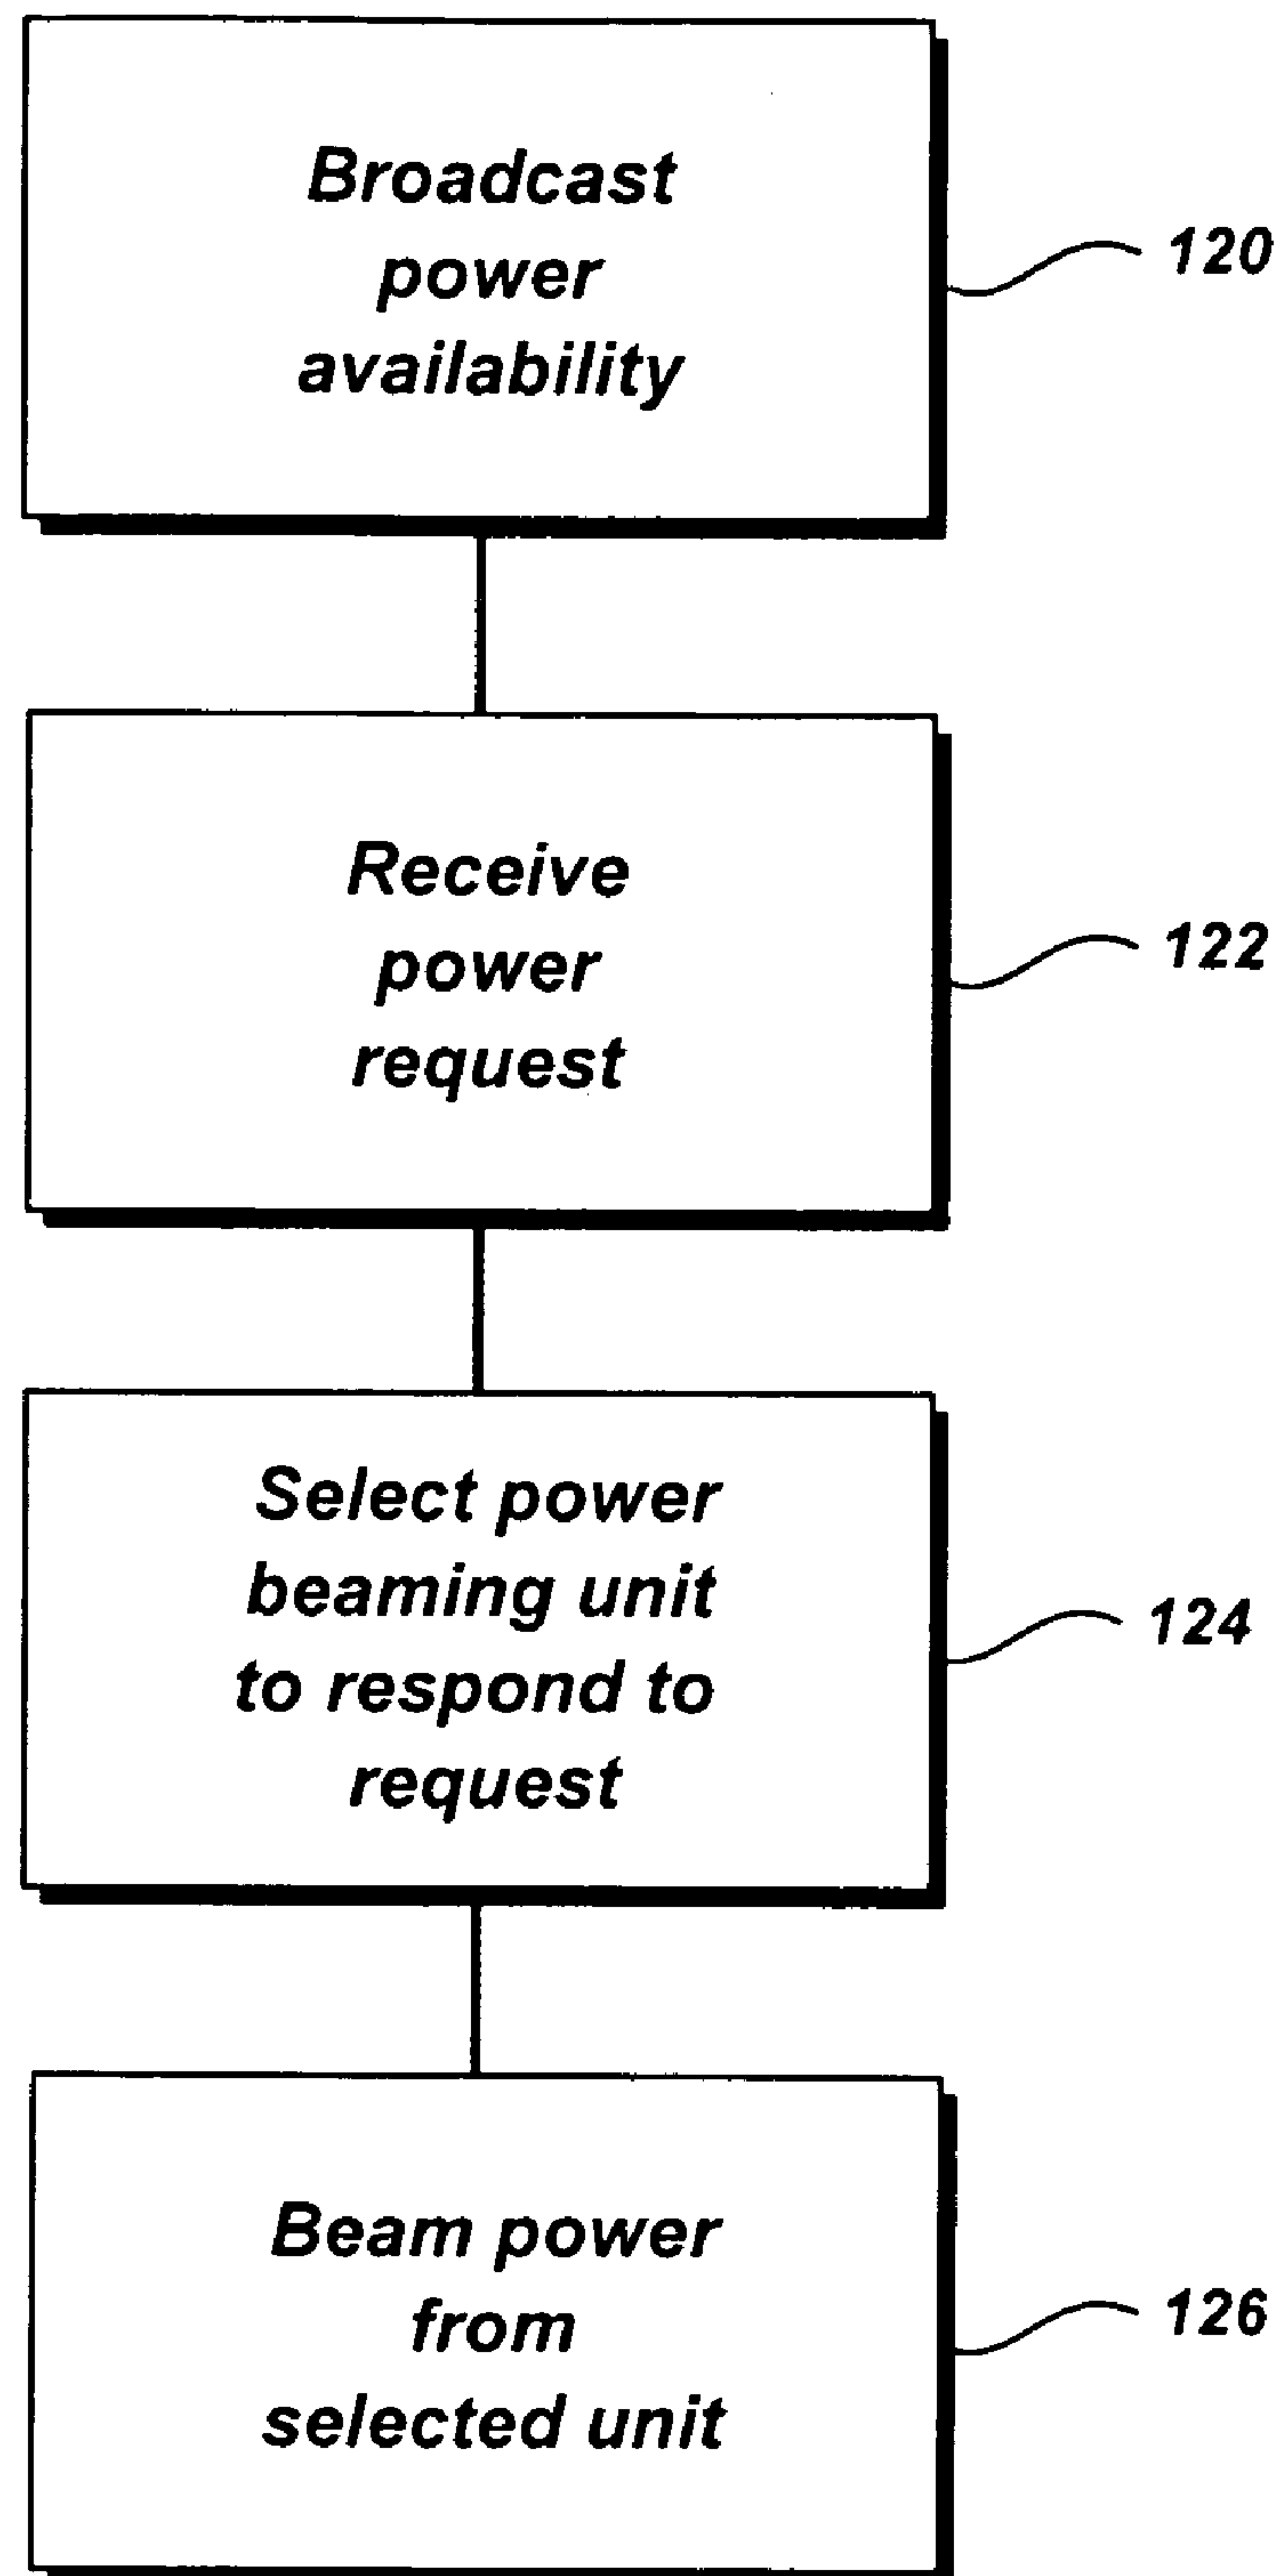 Broadcast
power
availability
120
Receive
power
request
122
Select power
beaming unit
to respond to
request
124
Beam power
from
selected unit
126